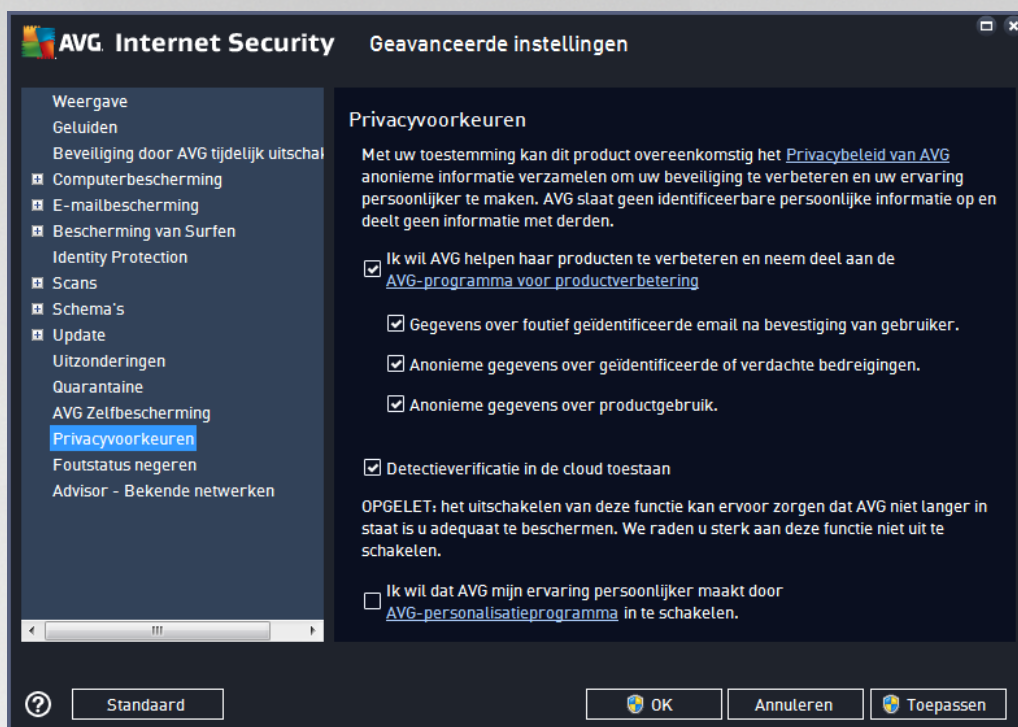 AVG. Internet Security
Geavanceerde instellingen
Weergave
Geluiden
Beveiliging door AVG tijdelijk uitschak
Computerbescherming
E-mailbescherming
Bescherming van Surfen
Identity Protection
Scans
Schema's
Update
Uitzonderingen
Quarantaine
AVG Zelfbescherming
Privacyvoorkeuren
Foutstatus negeren
Advisor - Bekende netwerken
Privacyvoorkeuren
Met uw toestemming kan dit product overeenkomstig het Privacybeleid van AVG
anonieme informatie verzamelen om uw beveiliging te verbeteren en uw ervaring
persoonlijker te maken. AVG slaat geen identificeerbare persoonlijke informatie op en
deelt geen informatie met derden.
Ik wil AVG helpen haar producten te verbeteren en neem deel aan de
AVG-programma voor productverbetering
Gegevens over foutief geïdentificeerde email na bevestiging van gebruiker.
Anonieme gegevens over geïdentificeerde of verdachte bedreigingen.
Anonieme gegevens over productgebruik.
Detectieverificatie in de cloud toestaan
OPGELET: het uitschakelen van deze functie kan ervoor zorgen dat AVG niet langer in
staat is u adequaat te beschermen. We raden u sterk aan deze functie niet uit te
schakelen.
Ik wil dat AVG mijn ervaring persoonlijker maakt door
AVG-personalisatieprogramma in te schakelen.
? Standaard
OK
Annuleren
Toepassen